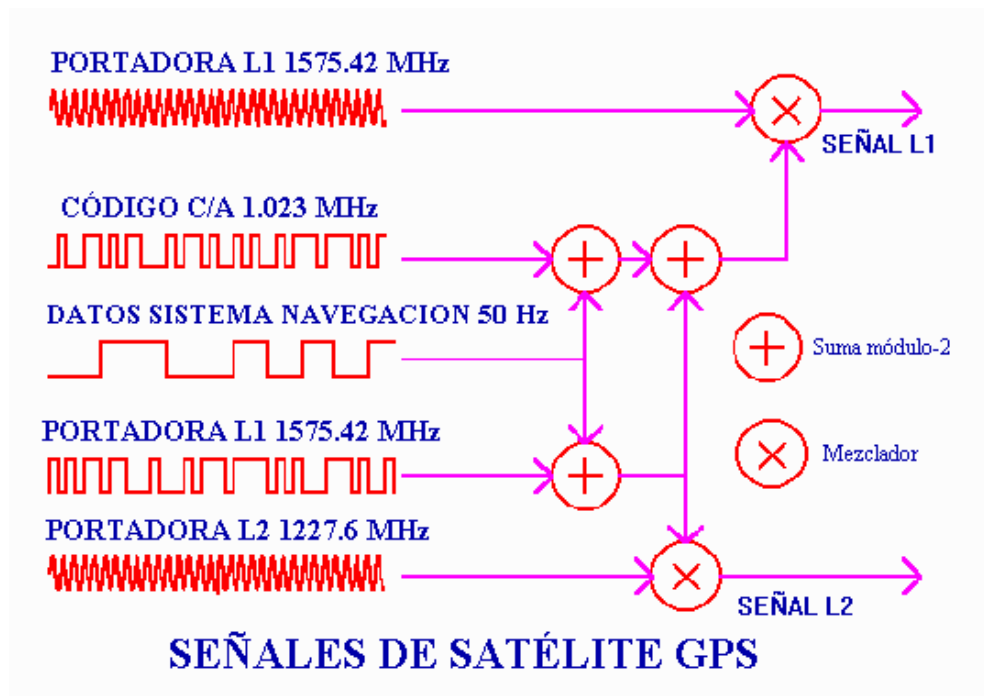 PORTADORA L1 1575.42 MHz
SEÑAL L1
CÓDIGO C/A 1.023 MHz
DATOS SISTEMA NAVEGACION 50 Hz
Suma módulo-2
PORTADORA L1 1575.42 MHz
Mezclador
PORTADORA L2 1227.6 MHz
SEÑAL L2
SEÑALES DE SATÉLITE GPS